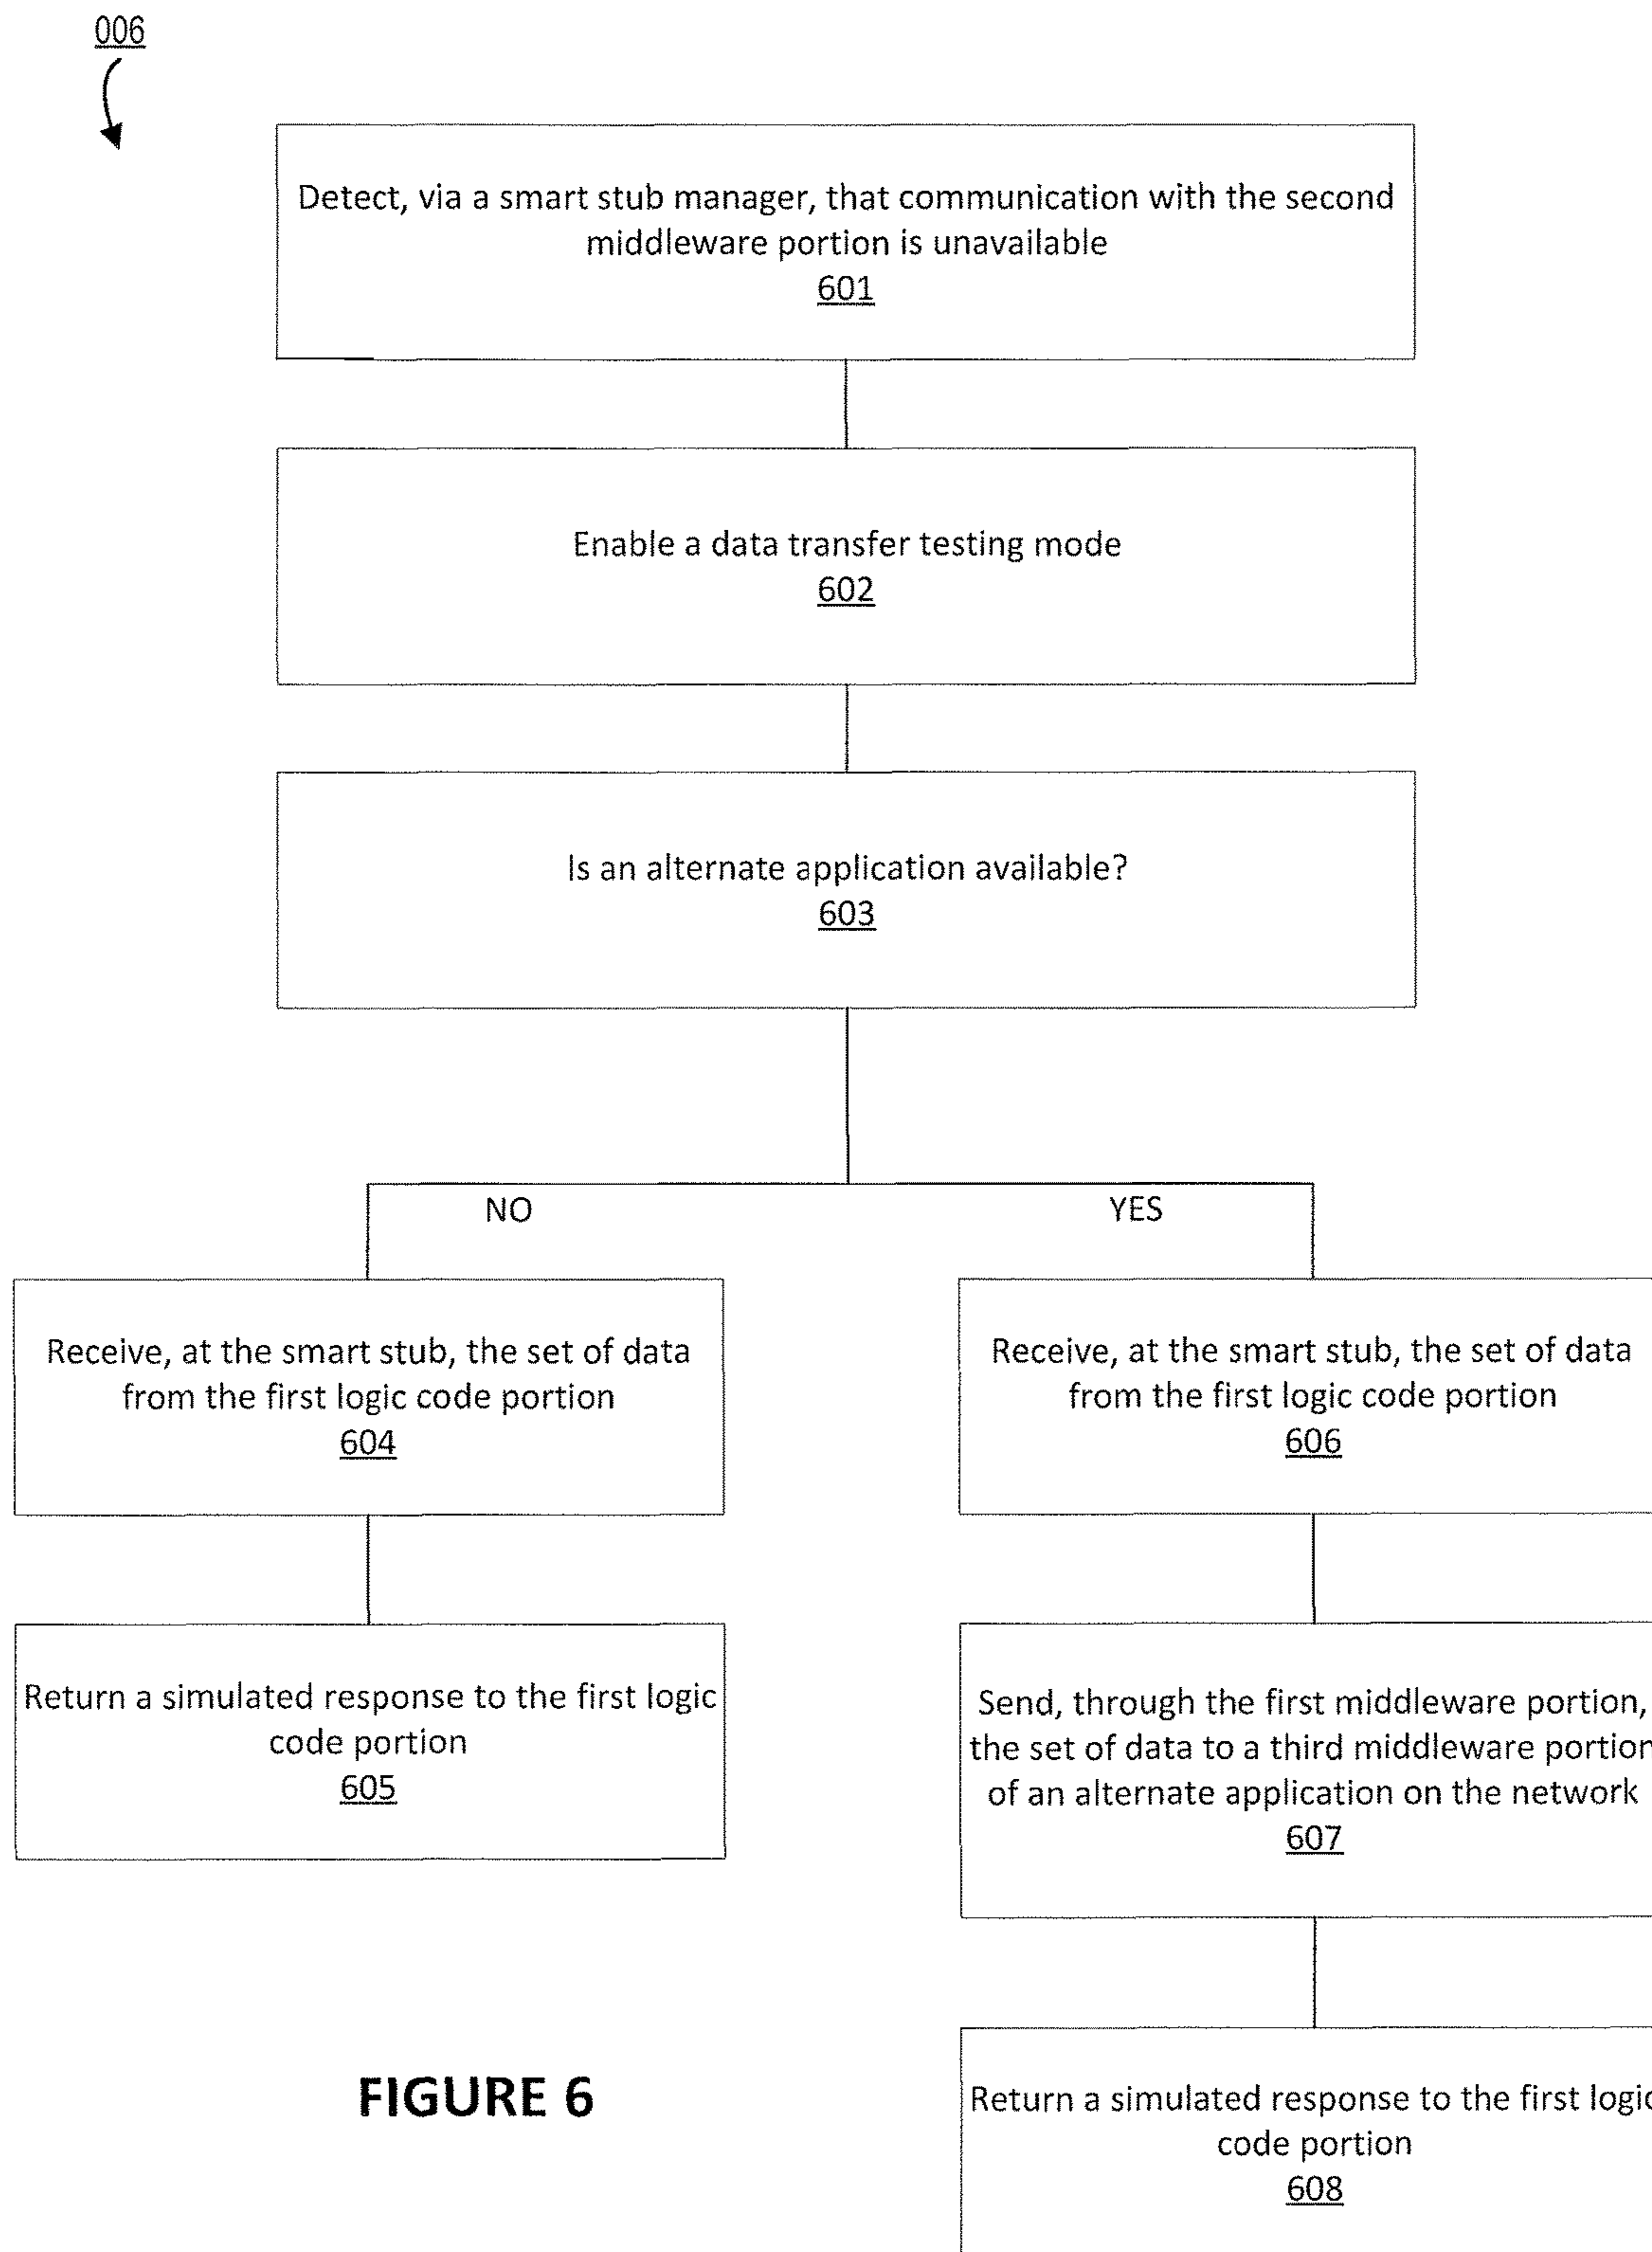 006
Detect, via a smart stub manager, that communication with the second
middleware portion is unavailable
601
Enable a data transfer testing mode
602
Is an alternate application available?
603
NO
YES
Receive, at the smart stub, the set of data
from the first logic code portion
604
Receive, at the smart stub, the set of data
from the first logic code portion
606
Return a simulated response to the first logic
code portion
605
Send, through the first middleware portion,
the set of data to a third middleware portion
of an alternate application on the network
607
FIGURE 6
Return a simulated response to the first logic
code portion
608